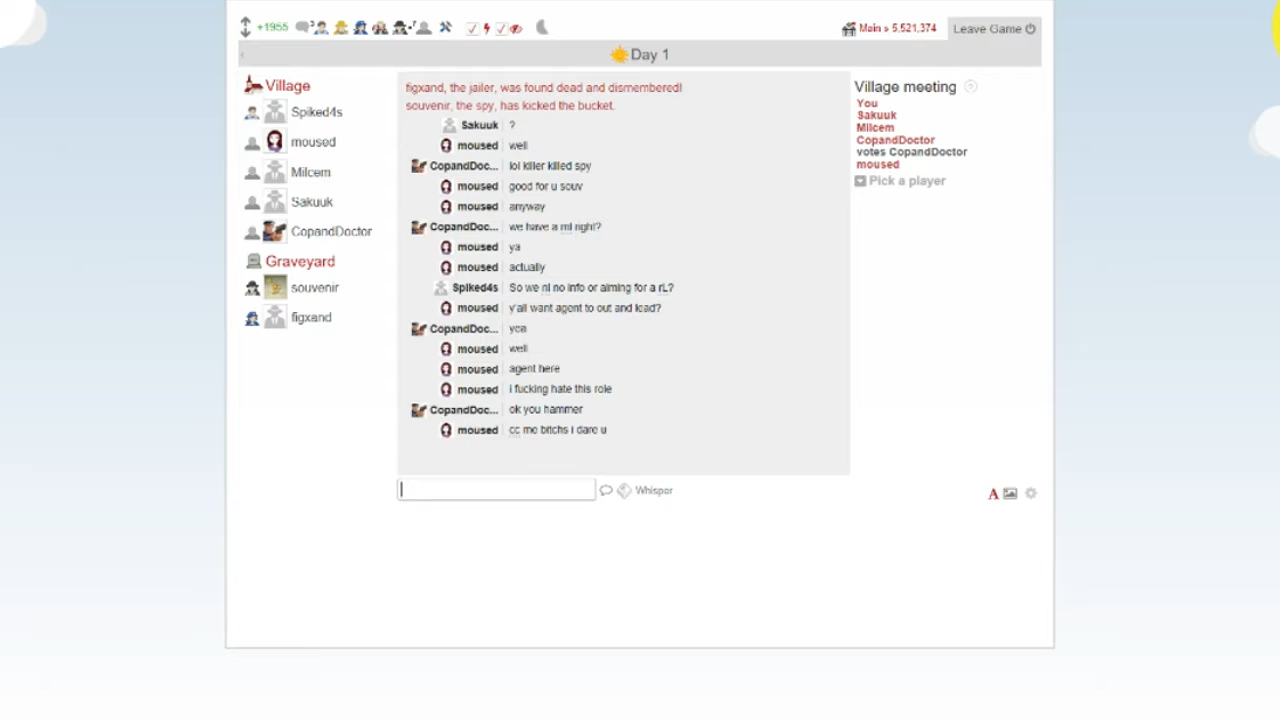 +1955
3
7
Main » 5,521,374
Leave Game
Day 1
Village
Spiked4s
moused
Milcem
Sakuuk
CopandDoctor
Graveyard
souvenir
figxand
figxand, the jailer, was found dead and dismembered!
souvenir, the spy, has kicked the bucket.
Sakuuk ?
moused well
CopandDoc... lol killer killed spy
moused good for u souv
moused anyway
CopandDoc... we have a ml right?
moused ya
moused actually
Spiked4s So we nl no info or aiming for a rL?
moused y'all want agent to out and lead?
CopandDoc... yea
moused well
moused agent here
moused i fucking hate this role
CopandDoc... ok you hammer
moused cc me bitchs i dare u
Whisper
Village meeting ?
You
Sakuuk
Milcem
CopandDoctor
votes CopandDoctor
moused
Pick a player
A